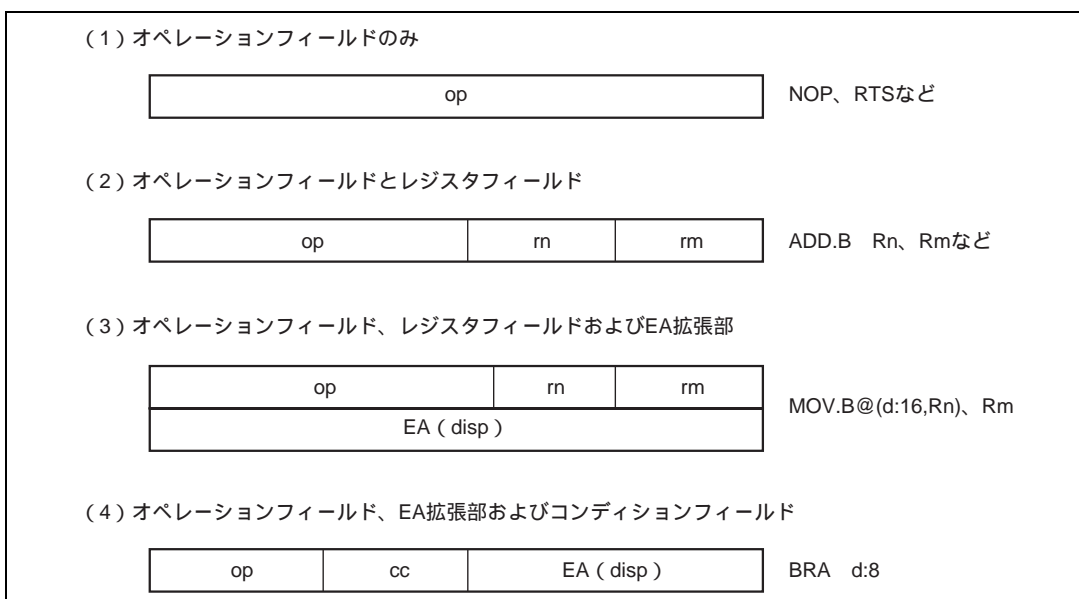 （1）オペレーションフィールドのみ
op
NOP、RTSなど
（2）オペレーションフィールドとレジスタフィールド
op rn rm
ADD.B Rn、Rmなど
（3）オペレーションフィールド、レジスタフィールドおよびEA拡張部
op rn rm
EA（disp）
MOV.B@(d:16,Rn)、Rm
（4）オペレーションフィールド、EA拡張部およびコンディションフィールド
op cc EA（disp）
BRA d:8